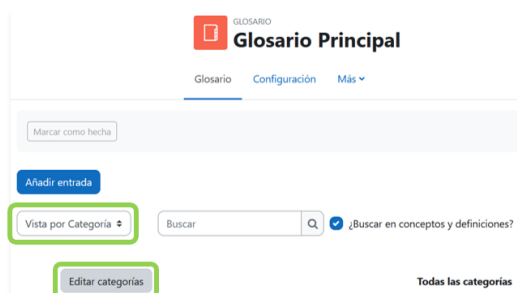 GLOSARIO
Glosario Principal
Glosario Configuración Más
Marcar como hecha
Añadir entrada
Vista por Categoría Buscar ¿Buscar en conceptos y definiciones?
Editar categorías Todas las categorías